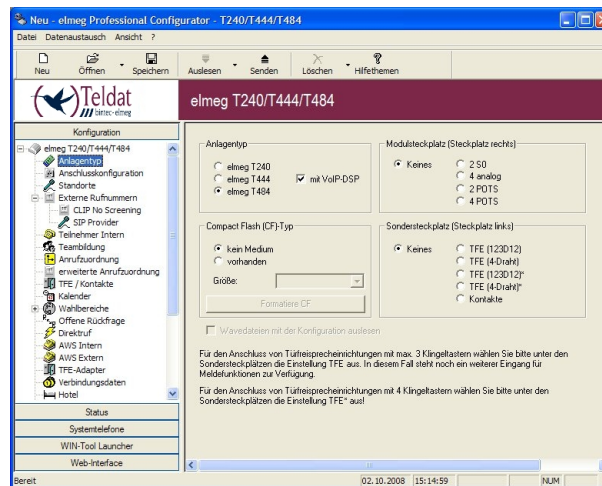 Neu - elmeg Professional Configurator - T240/T444/T484
Datei Datenaustausch Ansicht ?
Neu Öffnen Speichern Auslesen Senden Löschen Hilfethemen
Teldat
bintec-elmeg
elmeg T240/T444/T484
Konfiguration
elmeg T240/T444/T484
Anlagentyp
Anschlusskonfiguration
Standorte
Externe Rufnummern
CLIP No Screening
SIP Provider
Teilnehmer Intern
Teambildung
Anrufzuordnung
erweiterte Anrufzuordnung
TFE / Kontakte
Kalender
Wahlbereiche
Offene Rückfrage
Direktruf
AWS Intern
AWS Extern
TFE-Adapter
Verbindungsdaten
Hotel
Status
Systemtelefone
WIN-Tool Launcher
Web-Interface
Anlagentyp
elmeg T240
elmeg T444
elmeg T484
mit VoIP-DSP
Modulsteckplatz (Steckplatz rechts)
Keines
2 S0
4 analog
2 POTS
4 POTS
Compact Flash (CF)-Typ
kein Medium
vorhanden
Größe:
Formatiere CF
Sondersteckplatz (Steckplatz links)
Keines
TFE (123D12)
TFE (4-Draht)
TFE (123D12)*
TFE (4-Draht)*
Kontakte
Wavedateien mit der Konfiguration auslesen
Für den Anschluss von Türfreisprecheinrichtungen mit max. 3 Klingeltastern wählen Sie bitte unter den
Sondersteckplätzen die Einstellung TFE aus. In diesem Fall steht noch ein weiterer Eingang für
Meldefunktionen zur Verfügung.
Für den Anschluss von Türfreisprecheinrichtungen mit 4 Klingeltastern wählen Sie bitte unter den
Sondersteckplätzen die Einstellung TFE* aus!
Bereit
02.10.2008 15:14:59 NUM